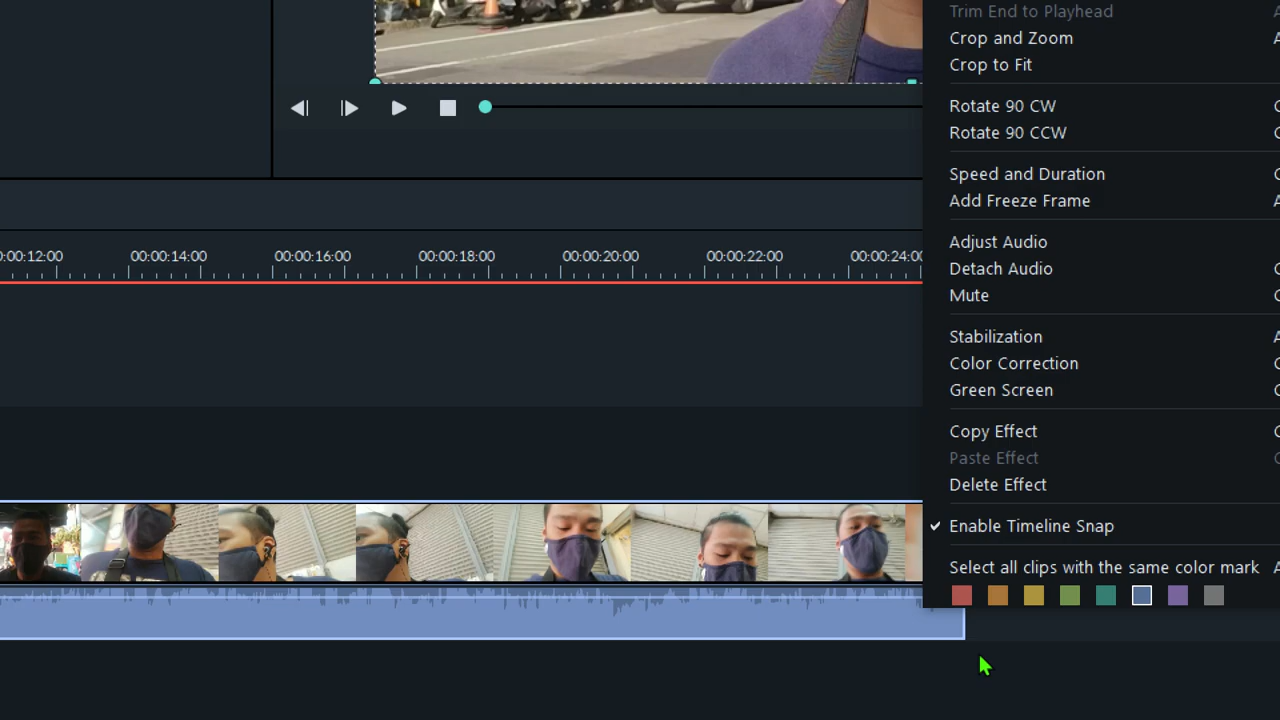 Trim End to Playhead
Crop and Zoom
Crop to Fit
Rotate 90 CW
Rotate 90 CCW
Speed and Duration
Add Freeze Frame
:00:12:00 00:00:14:00 00:00:16:00 00:00:18:00 00:00:20:00 00:00:22:00 00:00:24:00
Adjust Audio
Detach Audio
Mute
Stabilization
Color Correction
Green Screen
Copy Effect
Paste Effect
Delete Effect
Enable Timeline Snap
Select all clips with the same color mark